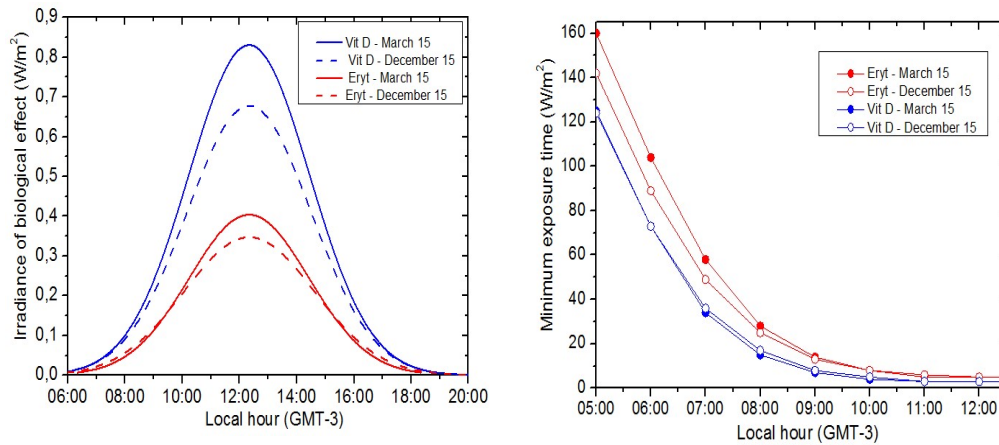 0,9
0,8
0,7
0,6
0,5
0,4
0,3
0,2
0,1
0,0
Irradiance of biological effect (W/m²)
Vit D - March 15
Vit D - December 15
Eryt - March 15
Eryt - December 15
06:00 08:00 10:00 12:00 14:00 16:00 18:00 20:00
Local hour (GMT-3)
160
140
120
100
80
60
40
20
0
Minimum exposure time (W/m²)
Eryt - March 15
Eryt - December 15
Vit D - March 15
Vit D - December 15
05:00 06:00 07:00 08:00 09:00 10:00 11:00 12:00
Local hour (GMT-3)